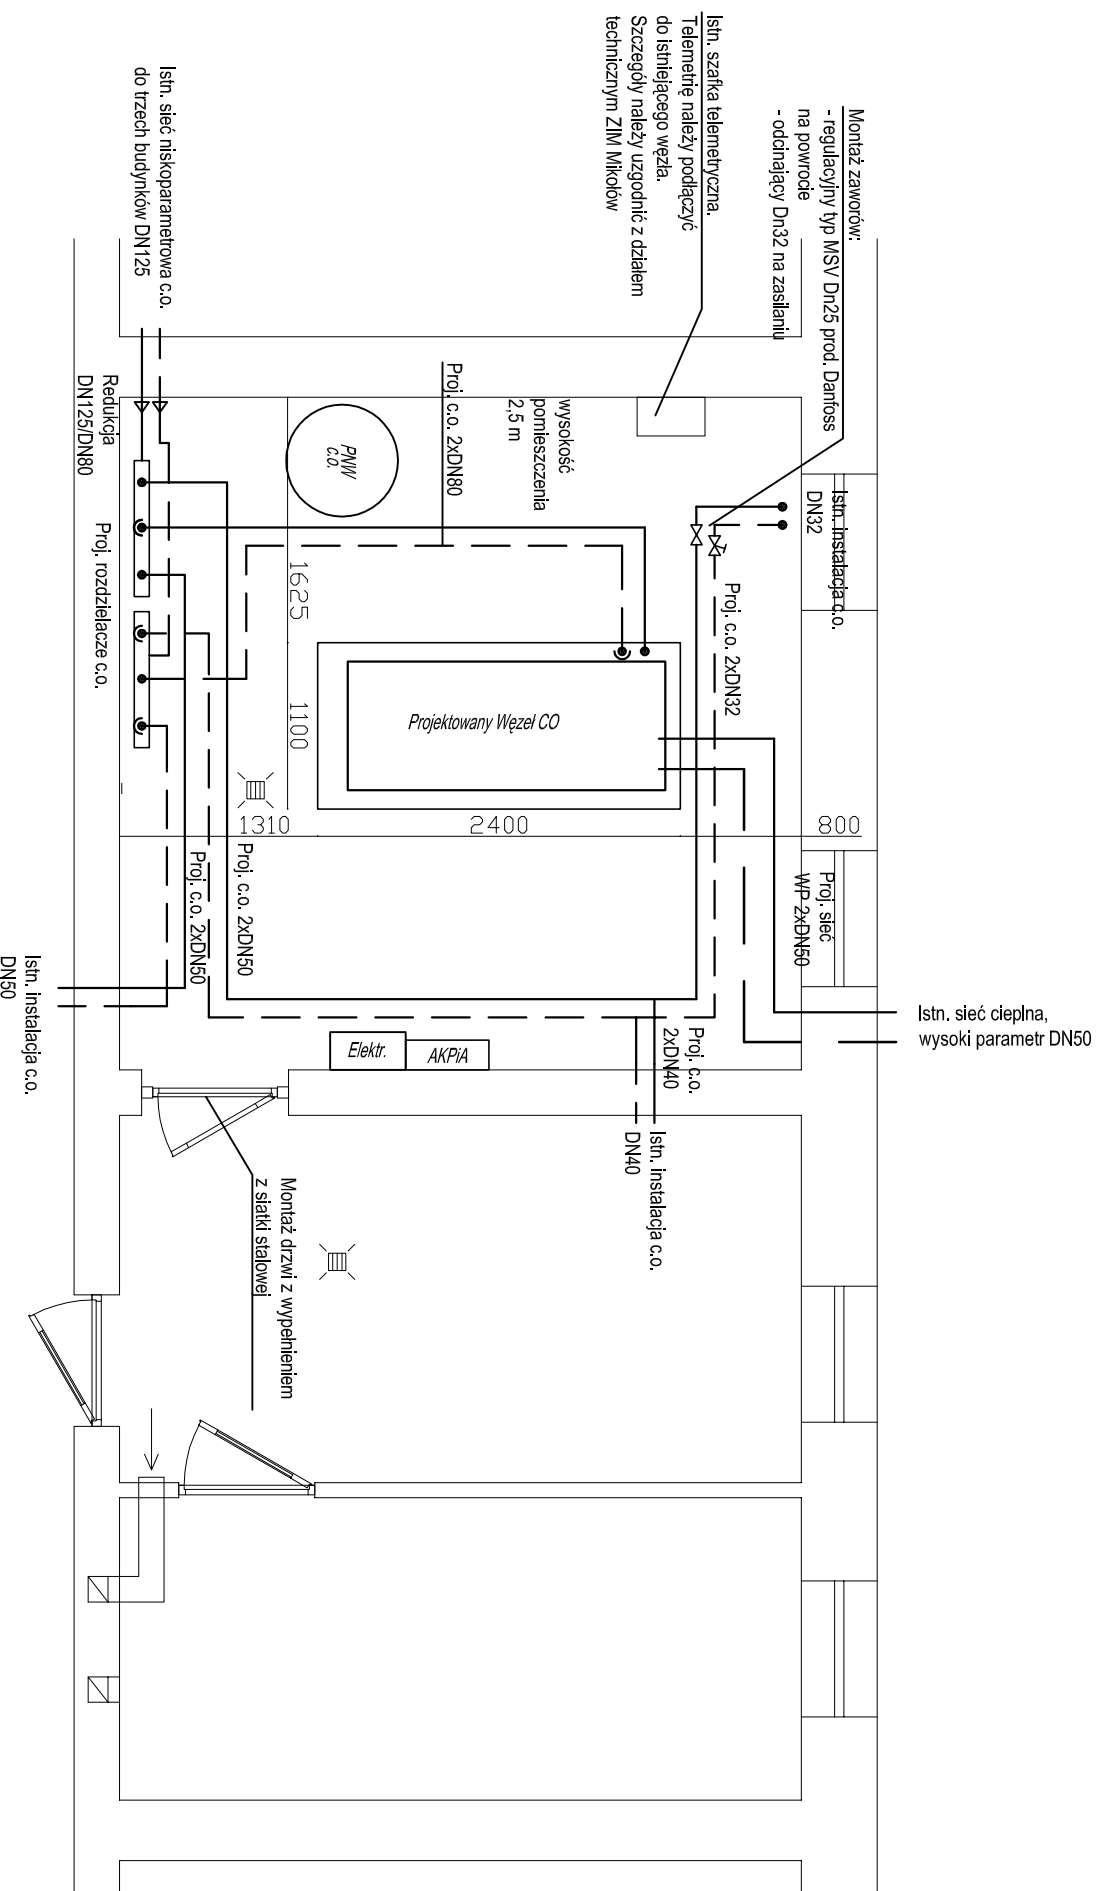 Montaż zaworów:
- regulacyjny typ MSV Dn25 prod. Danfoss
na powrocie
- odcinający Dn32 na zasilaniu
Istn. szafka telemetryczna.
Telemetrię należy podłączyć
do istniejącego węzła.
Szczegóły należy uzgodnić z działem
technicznym ZIM Mikołów
Istn. sieć niskoparametrowa c.o.
do trzech budynków DN125
Redukcja
DN125/DN80
Proj. rozdzielacze c.o.
PNW
c.o.
Proj. c.o. 2xDN80
wysokość
pomieszczenia
2,5 m
Istn. instalacja c.o.
DN32
Proj. c.o. 2xDN32
1625
1100
Projektowany Węzeł CO
1310
2400
800
Proj. c.o. 2xDN50
Proj. c.o. 2xDN50
Proj. sieć
WP 2xDN50
Istn. sieć cieplna,
wysoki parametr DN50
Istn. instalacja c.o.
DN50
Elektr.
AKPiA
Proj. c.o.
2xDN40
Istn. instalacja c.o.
DN40
Montaż drzwi z wypełnieniem
z siatki stalowej